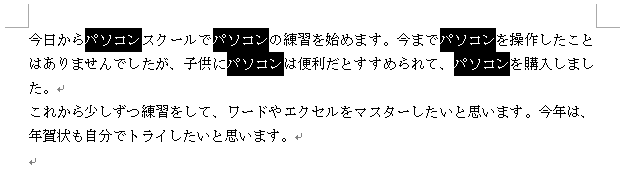 今日からパソコンスクールでパソコンの練習を始めます。今までパソコンを操作したこと
はありませんでしたが、子供にパソコンは便利だとすすめられて、パソコンを購入しまし
た。
これから少しずつ練習をして、ワードやエクセルをマスターしたいと思います。今年は、
年賀状も自分でトライしたいと思います。